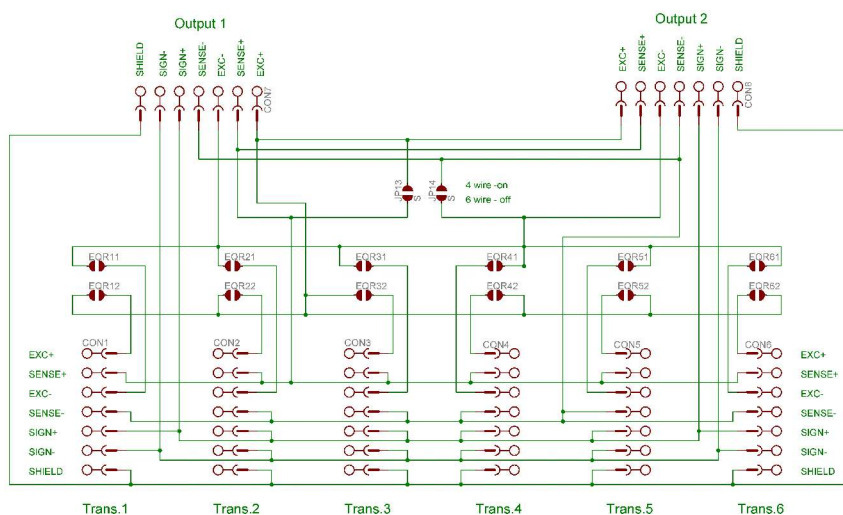 Output 1
Output 2
SHIELD
SIGN-
SIGN+
SENSE-
EXC-
SENSE+
EXC+
CON7
EXC+
SENSE+
EXC-
SENSE-
SIGN+
SIGN-
SHIELD
CON8
JP13
S
JP14
S
4 wire -on
6 wire - off
EQR11
EQR21
EQR31
EQR41
EQR51
EQR61
EQR12
EQR22
EQR32
EQR42
EQR52
EQR62
CON1
CON2
CON3
CON4
CON5
CON6
EXC+
EXC+
SENSE+
SENSE+
EXC-
EXC-
SENSE-
SENSE-
SIGN+
SIGN+
SIGN-
SIGN-
SHIELD
SHIELD
Trans.1
Trans.2
Trans.3
Trans.4
Trans.5
Trans.6